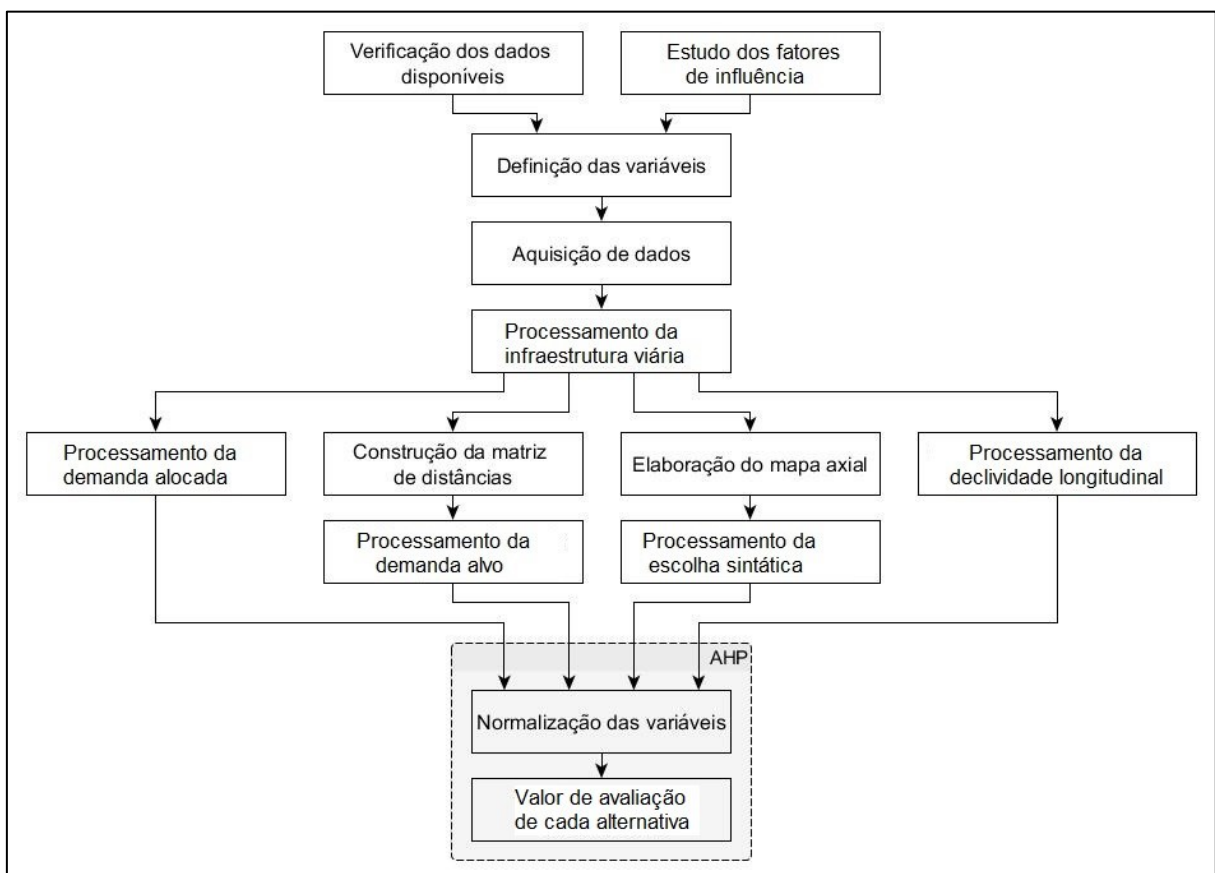 Verificação dos dados
disponíveis
Estudo dos fatores
de influência
Definição das variáveis
Aquisição de dados
Processamento da
infraestrutura viária
Processamento da
demanda alocada
Construção da matriz
de distâncias
Elaboração do mapa axial
Processamento da
declividade longitudinal
Processamento da
demanda alvo
Processamento da
escolha sintática
AHP
Normalização das variáveis
Valor de avaliação
de cada alternativa